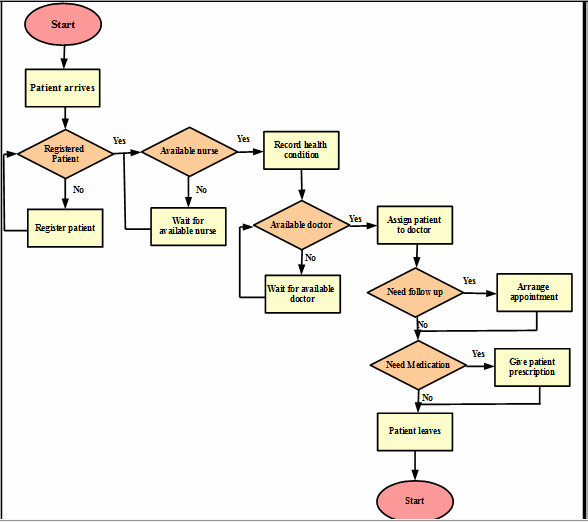 Start
Patient arrives
Registered
Patient
Yes
Available nurse
Yes
Record health
condition
No
No
Register patient
Wait for
available nurse
Available doctor
Yes
Assign patient
to doctor
No
Wait for available
doctor
Need follow up
Yes
Arrange
appointment
No
Need Medication
Yes
Give patient
prescription
No
Patient leaves
Start